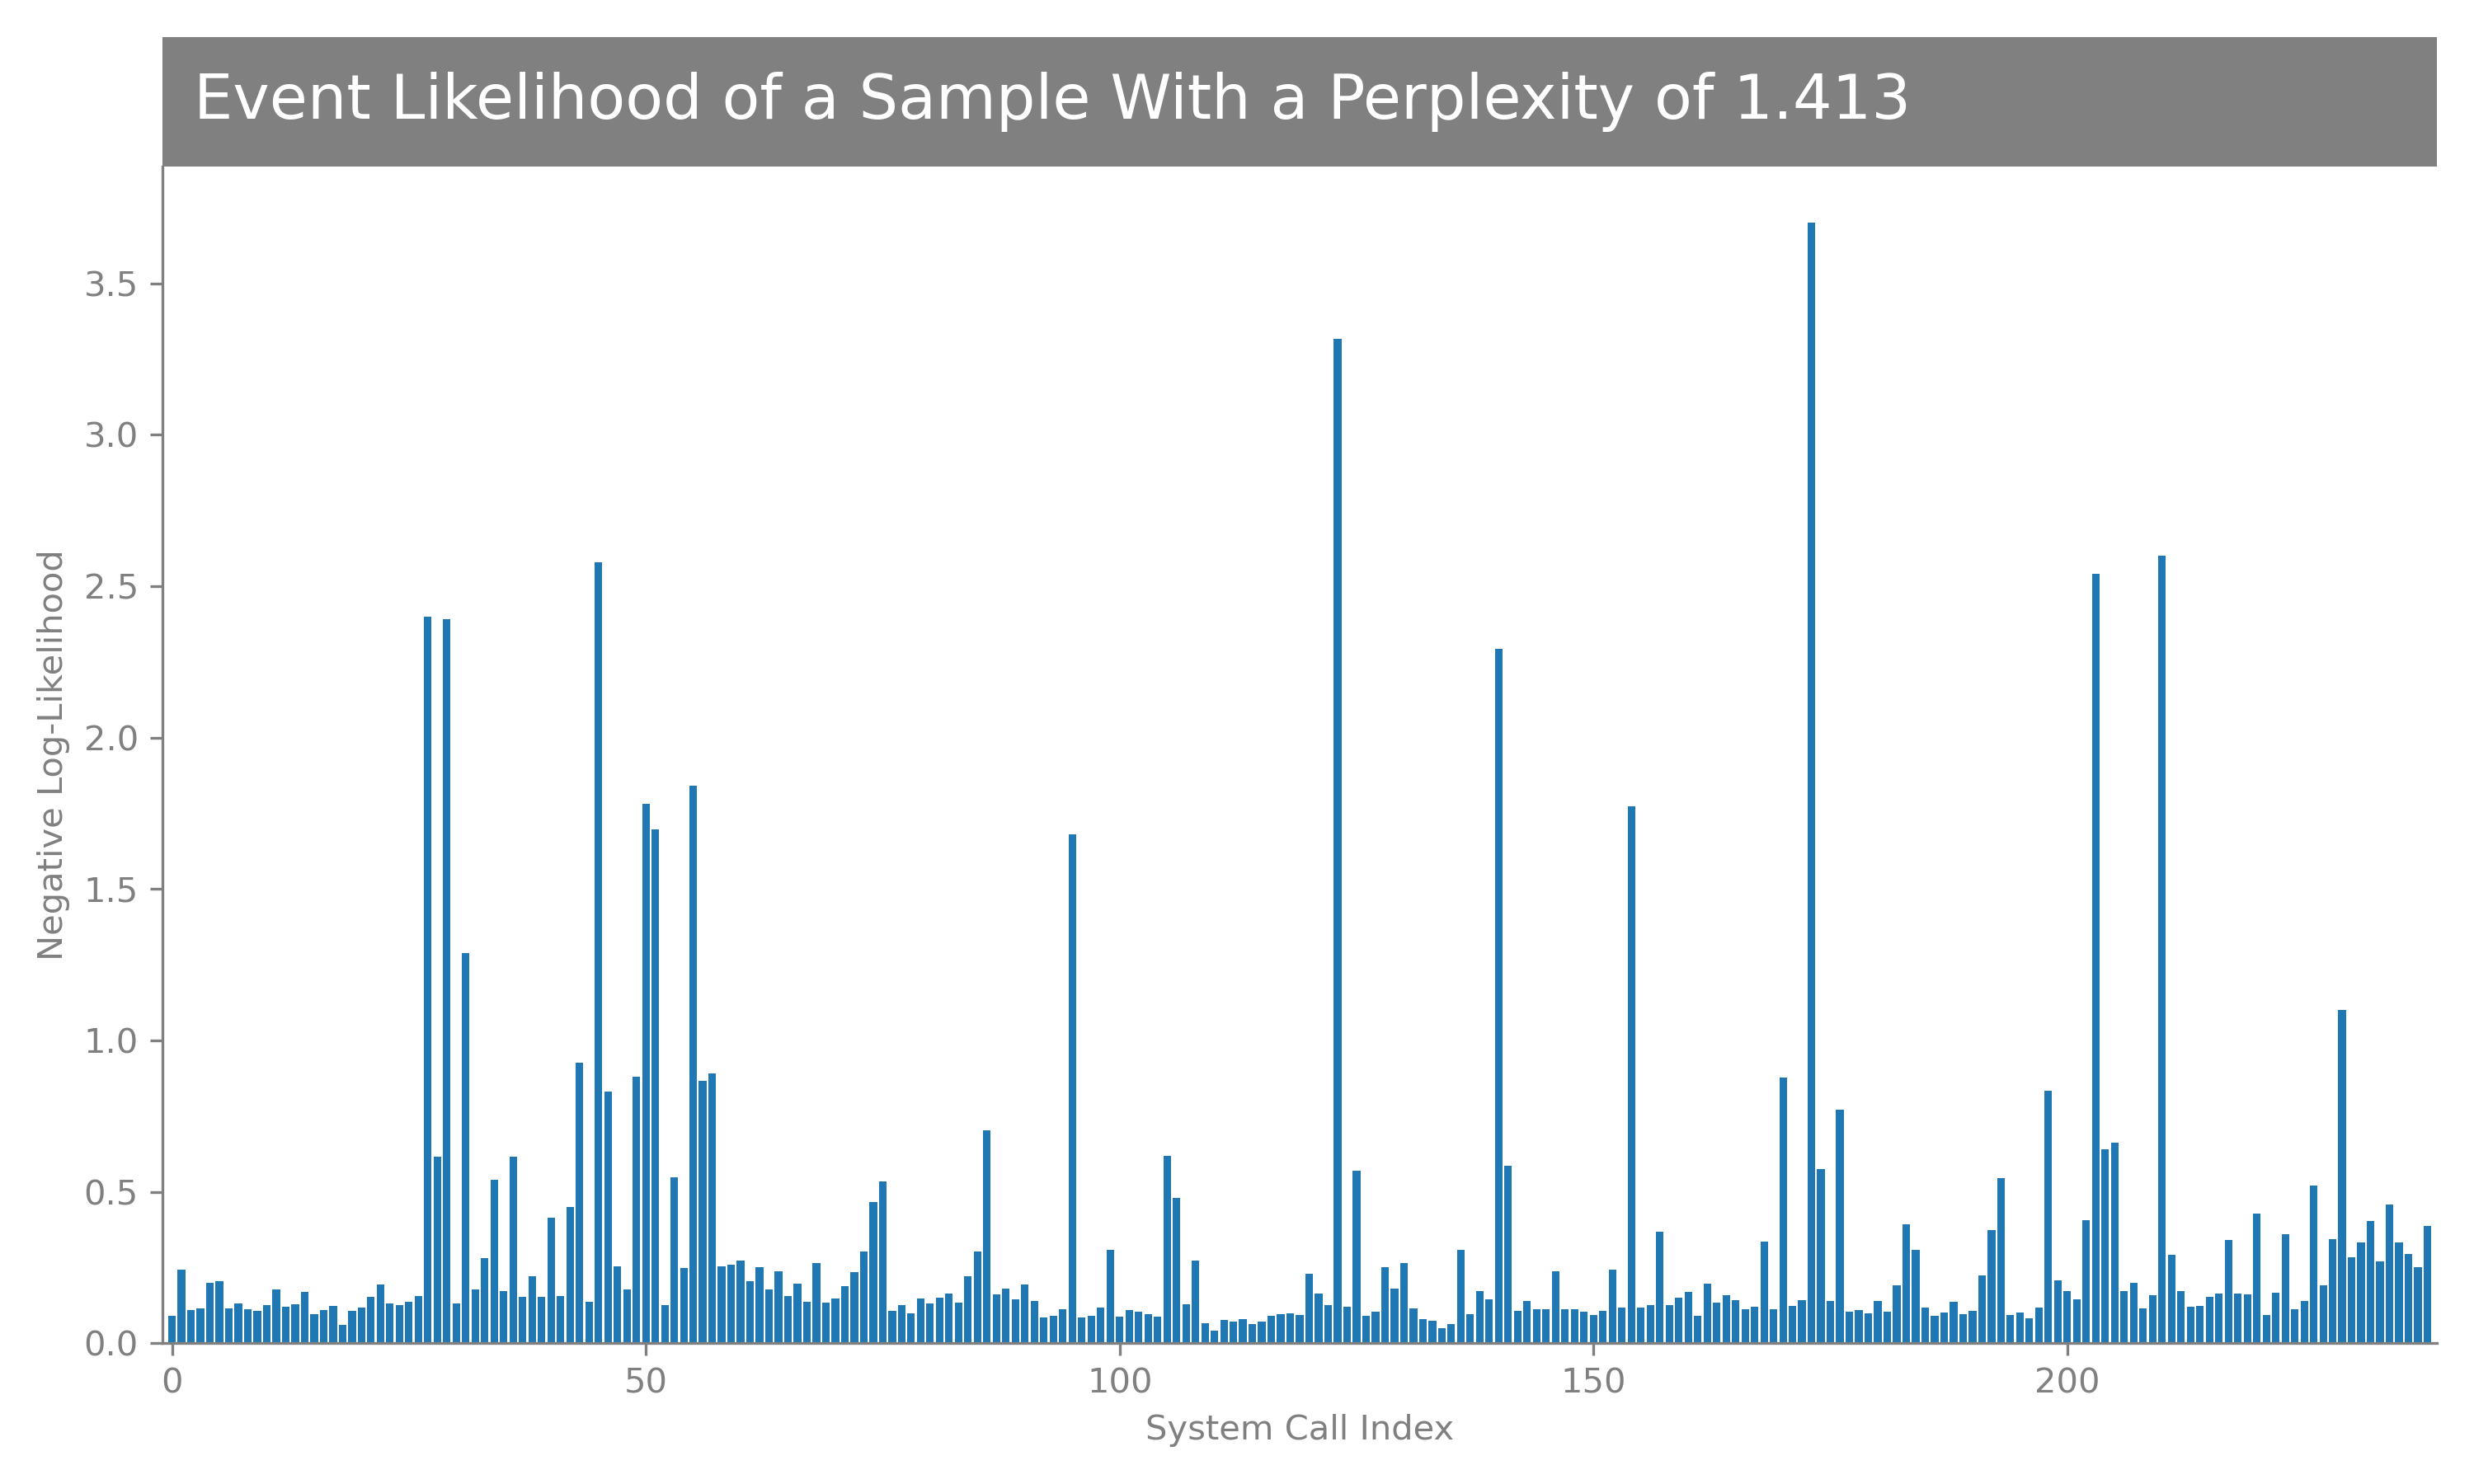 Event Likelihood of a Sample With a Perplexity of 1.413
3.5
3.0
2.5
2.0
1.5
1.0
0.5
0.0
Negative Log-Likelihood
0 50 100 150 200
System Call Index